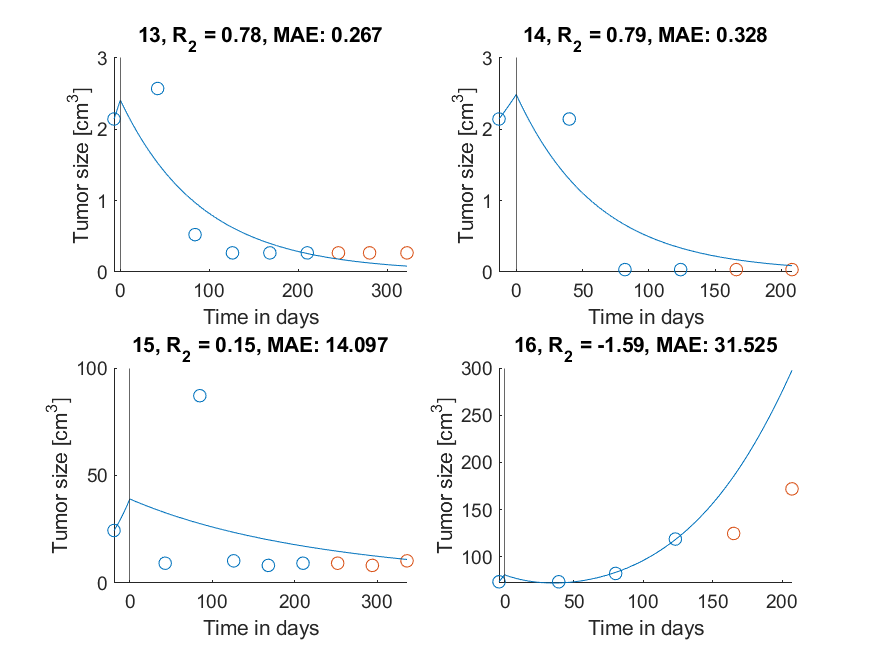 13, R2 = 0.78, MAE: 0.267
3
2
1
0
Tumor size [cm3]
0 100 200 300
Time in days
14, R2 = 0.79, MAE: 0.328
3
2
1
0
Tumor size [cm3]
0 50 100 150 200
Time in days
15, R2 = 0.15, MAE: 14.097
100
50
0
Tumor size [cm3]
0 100 200 300
Time in days
16, R2 = -1.59, MAE: 31.525
300
250
200
150
100
Tumor size [cm3]
0 50 100 150 200
Time in days